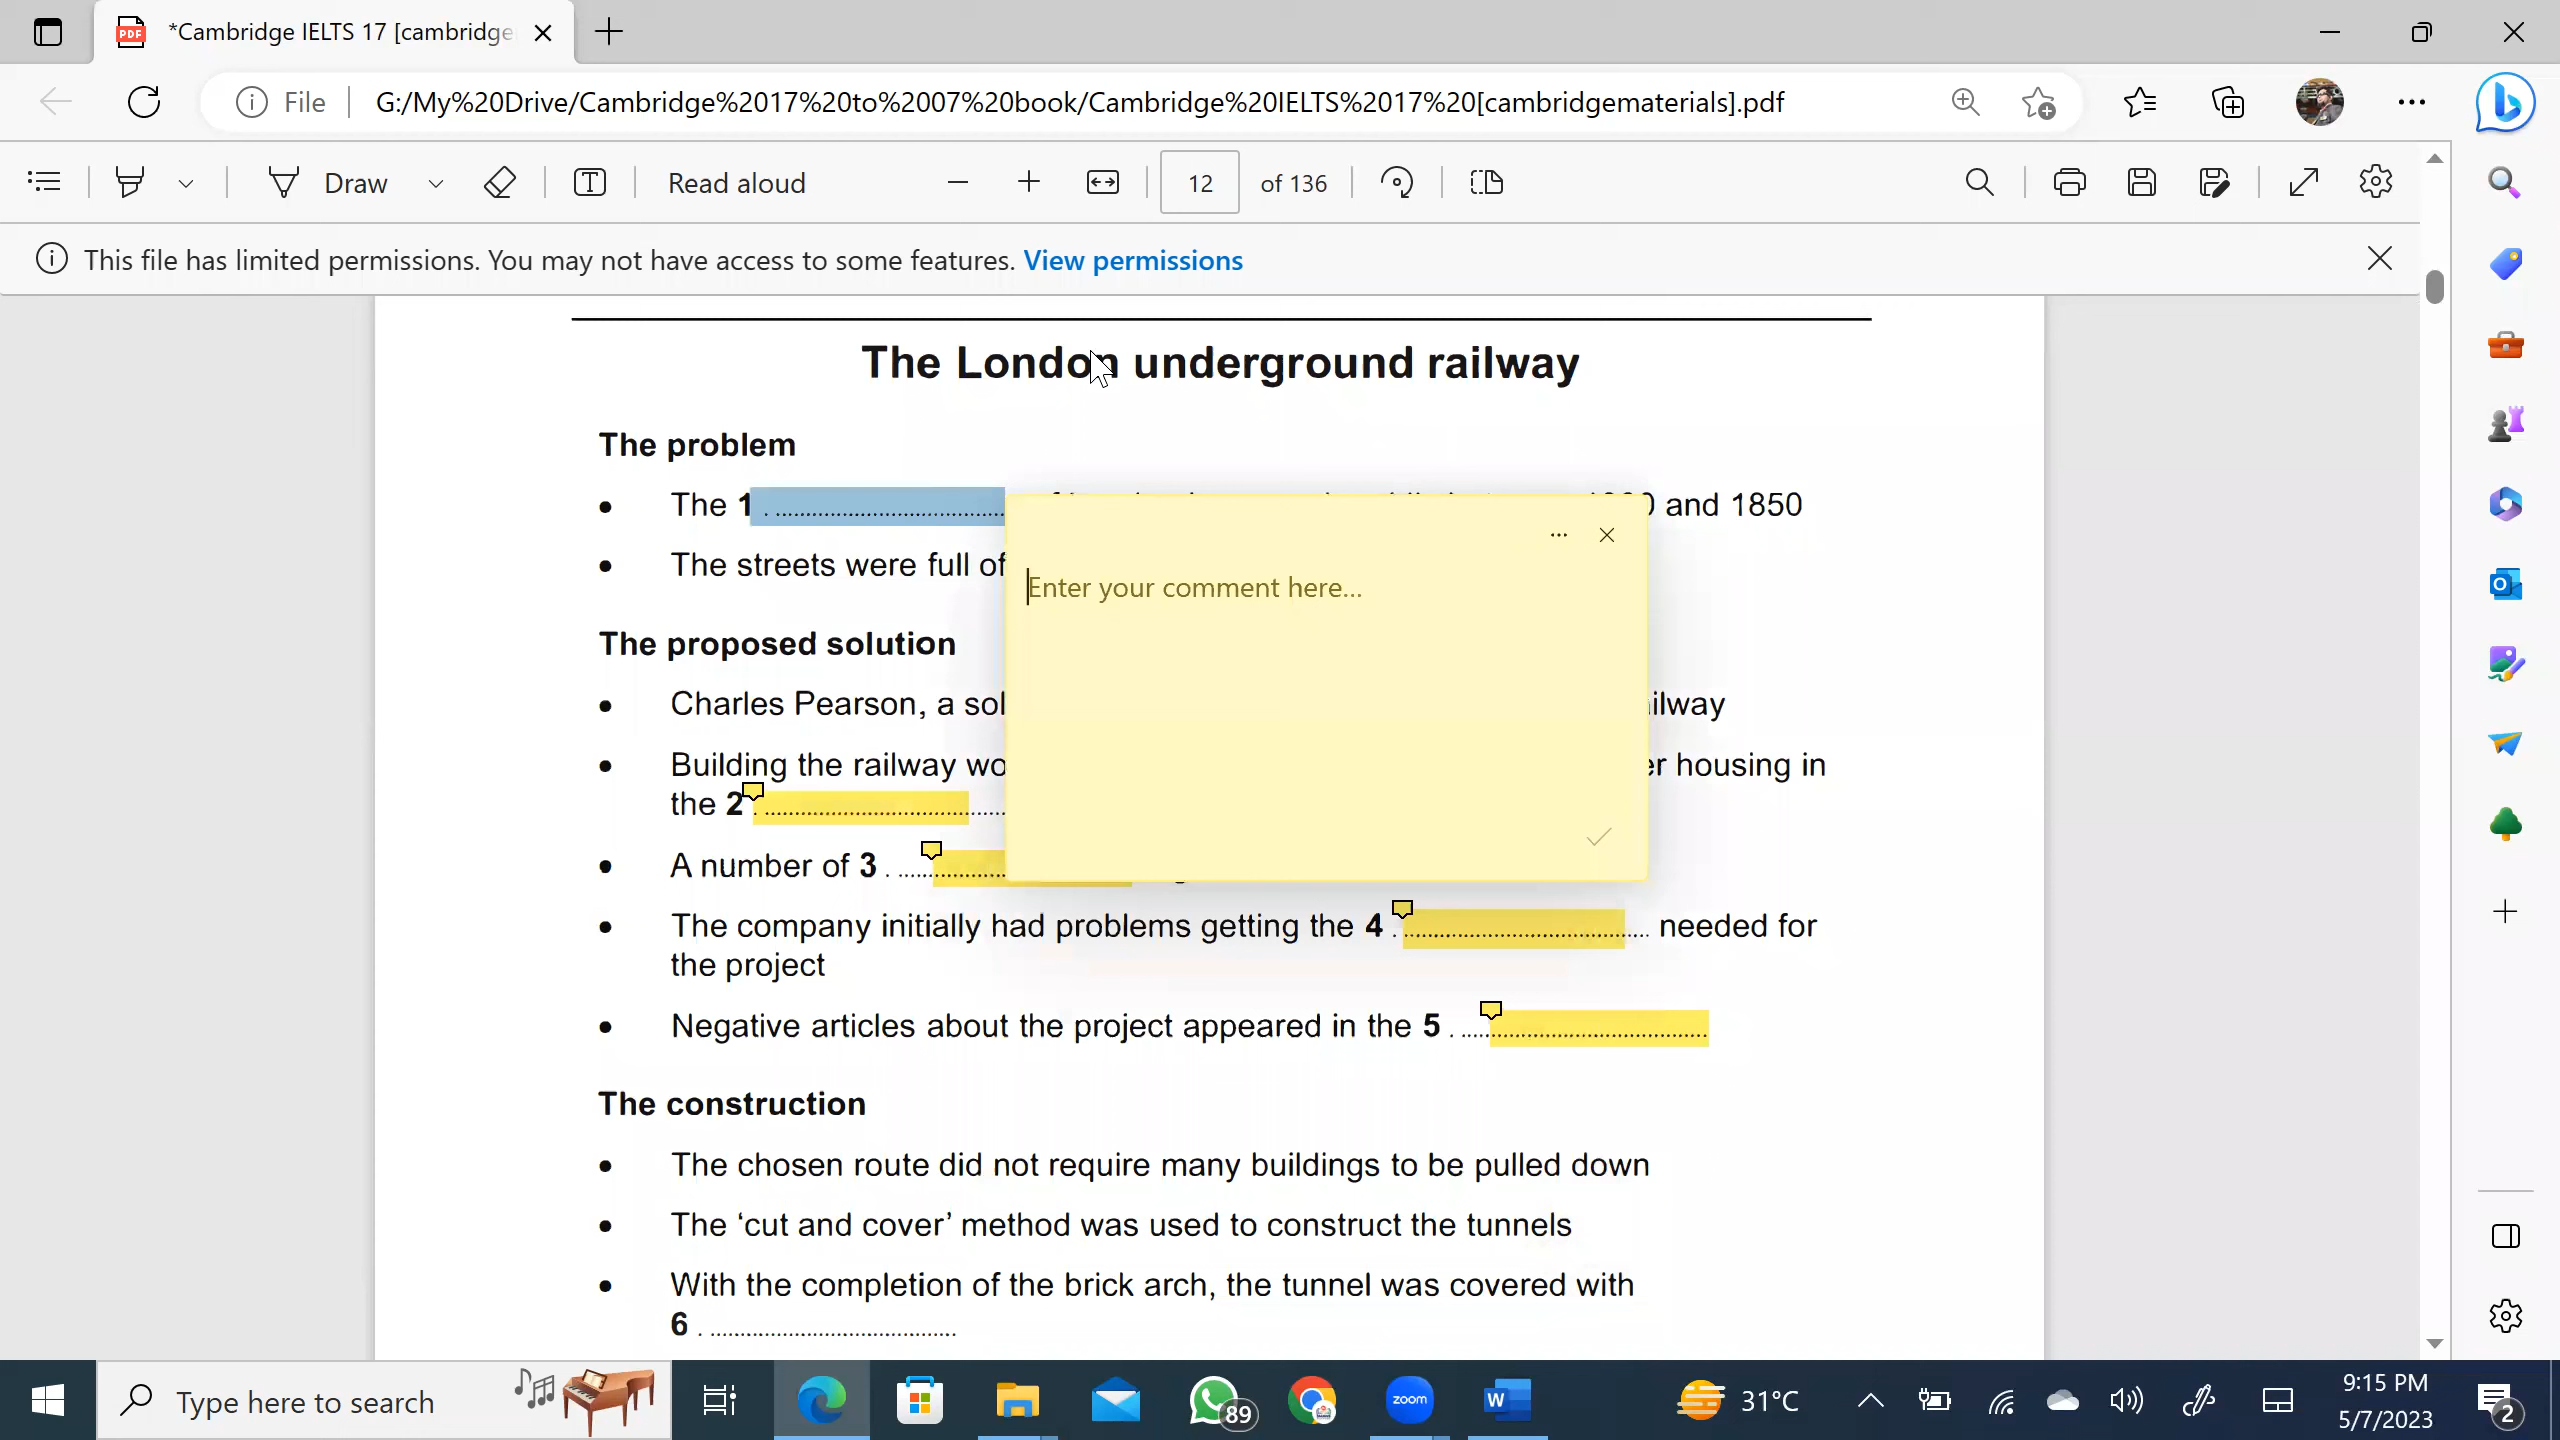 *Cambridge IELTS 17 [cambridge
File
G:/My%20Drive/Cambridge%2017%20to%2007%20book/Cambridge%20IELTS%2017%20[cambridgematerials].pdf
Draw
Read aloud
12 of 136
This file has limited permissions. You may not have access to some features. View permissions
The London underground railway
The problem
• The 1 . .......................... and 1850
• The streets were full of
The proposed solution
• Charles Pearson, a sol ilway
• Building the railway wo er housing in
the 2 . ..........................
• A number of 3 . ..........................
• The company initially had problems getting the 4 . .......................... needed for
the project
• Negative articles about the project appeared in the 5 . ..........................
Enter your comment here...
The construction
• The chosen route did not require many buildings to be pulled down
• The ‘cut and cover’ method was used to construct the tunnels
• With the completion of the brick arch, the tunnel was covered with
6 . ..........................
Type here to search
89
zoom
W
31°C
9:15 PM
5/7/2023
2